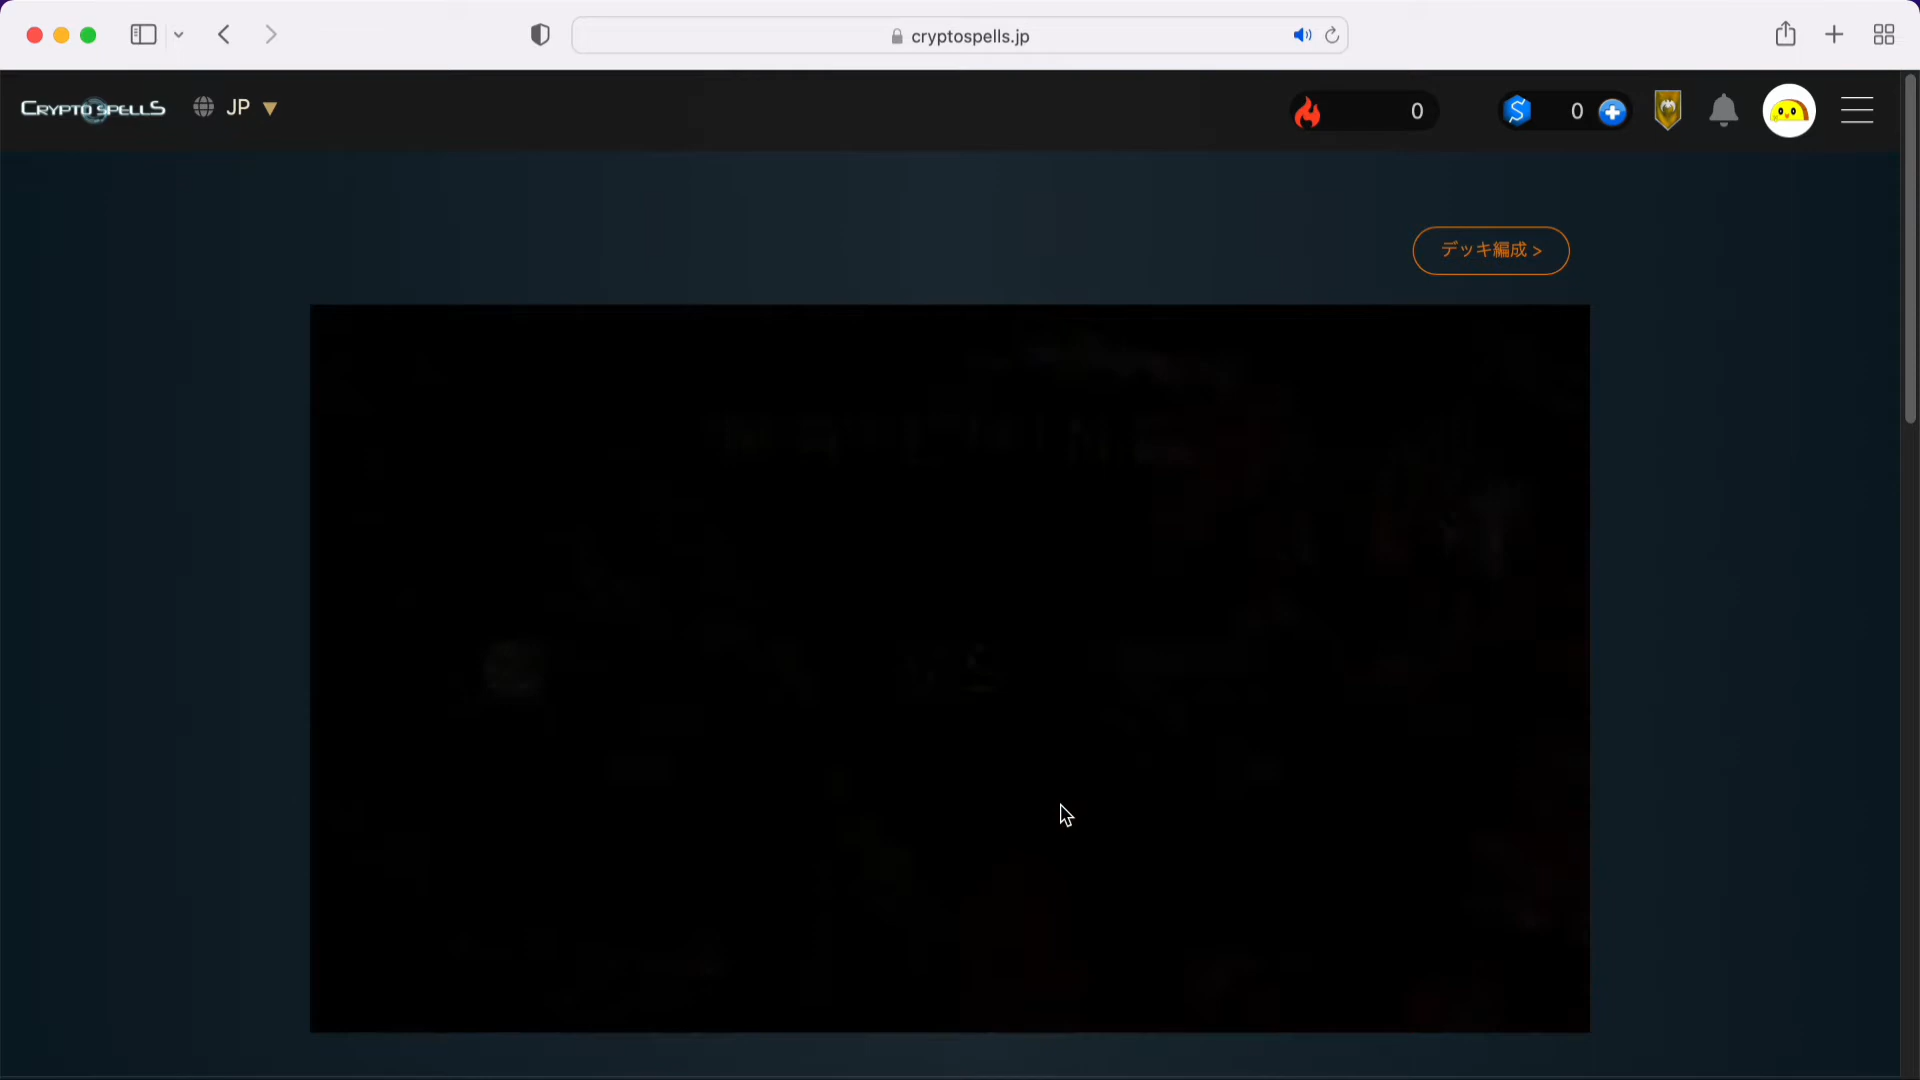 cryptospells.jp
CRYPTO SPELLS
JP
0
0
デッキ編成 >